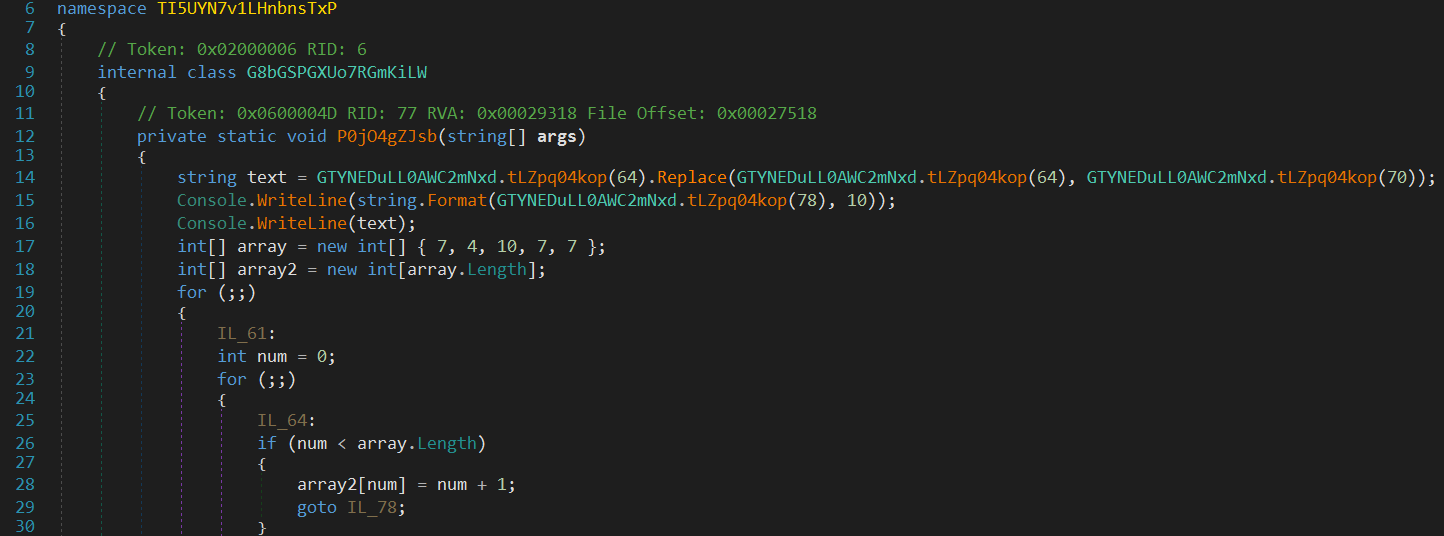 6 namespace TI5UYN7v1LHnbnsTxP
7 {
8 // Token: 0x02000006 RID: 6
9 internal class G8bGSPGXUo7RGmKiLW
10 {
11 // Token: 0x0600004D RID: 77 RVA: 0x00029318 File Offset: 0x00027518
12 private static void P0jO4gZJsb(string[] args)
13 {
14 string text = GTYNEDuLL0AWC2mNxd.tLZpq04kop(64).Replace(GTYNEDuLL0AWC2mNxd.tLZpq04kop(64), GTYNEDuLL0AWC2mNxd.tLZpq04kop(70));
15 Console.WriteLine(string.Format(GTYNEDuLL0AWC2mNxd.tLZpq04kop(78), 10));
16 Console.WriteLine(text);
17 int[] array = new int[] { 7, 4, 10, 7, 7 };
18 int[] array2 = new int[array.Length];
19 for (;;)
20 {
21 IL_61:
22 int num = 0;
23 for (;;)
24 {
25 IL_64:
26 if (num < array.Length)
27 {
28 array2[num] = num + 1;
29 goto IL_78;
30 }